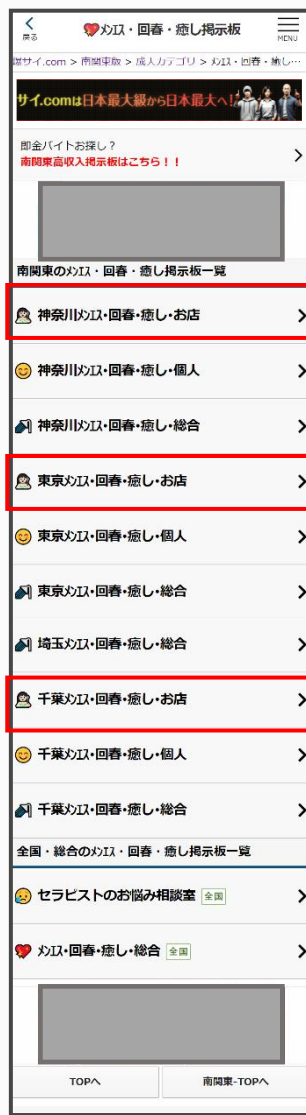 戻る
メンエス・回春・癒し掲示板
MENU
爆サイ.com > 南関東版 > 成人カテゴリ > メンエス・回春・癒し…
サイ.comは日本最大級から日本最大へ!
即金バイトお探し?
南関東高収入掲示板はこちら!!
南関東のメンエス・回春・癒し掲示板一覧
神奈川メンエス・回春・癒し・お店
神奈川メンエス・回春・癒し・個人
神奈川メンエス・回春・癒し・総合
東京メンエス・回春・癒し・お店
東京メンエス・回春・癒し・個人
東京メンエス・回春・癒し・総合
埼玉メンエス・回春・癒し・総合
千葉メンエス・回春・癒し・お店
千葉メンエス・回春・癒し・個人
千葉メンエス・回春・癒し・総合
全国・総合のメンエス・回春・癒し掲示板一覧
セラピストのお悩み相談室 全国
メンエス・回春・癒し・総合 全国
TOPへ 南関東-TOPへ